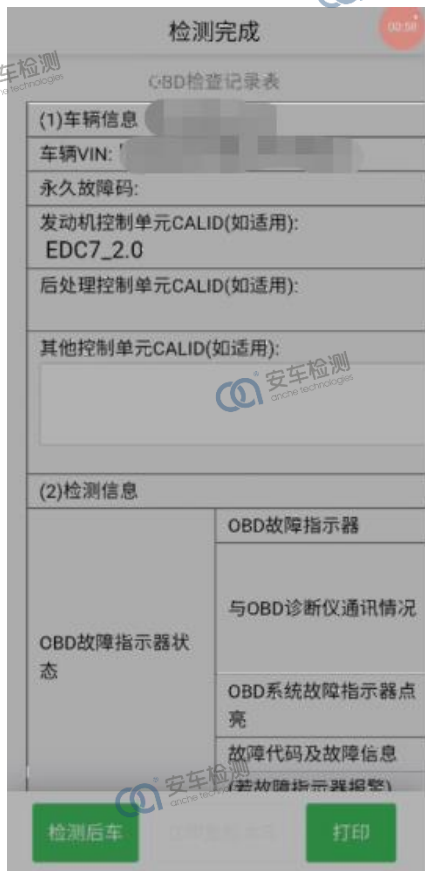 检测完成
00:58
OBD检查记录表
(1)车辆信息
车辆VIN:
永久故障码:
发动机控制单元CALID(如适用):
EDC7_2.0
后处理控制单元CALID(如适用):
其他控制单元CALID(如适用):
安车检测
anche technologies
(2)检测信息
OBD故障指示器
与OBD诊断仪通讯情况
OBD故障指示器状
态
OBD系统故障指示器点
亮
故障代码及故障信息
(若故障指示器报警)
安车检测
检测后车
打印